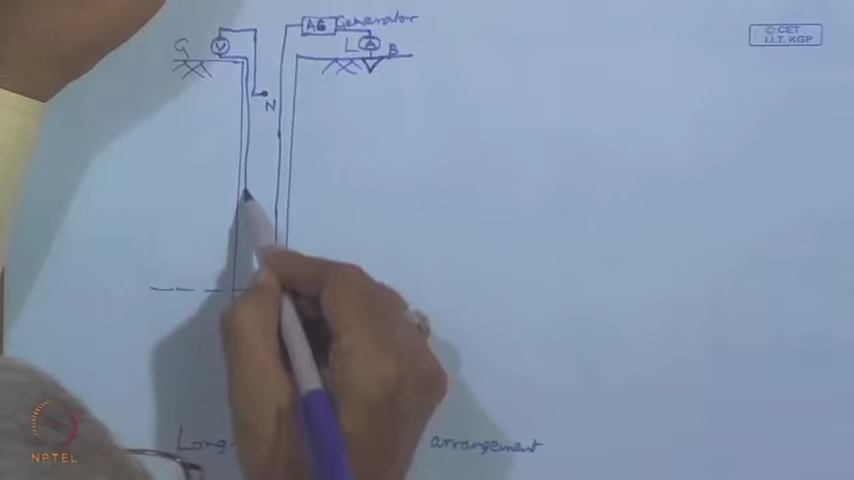 AG Generator
© CET
I.I.T. KGP
G V L A B
N
Long
arrangement
NPTEL